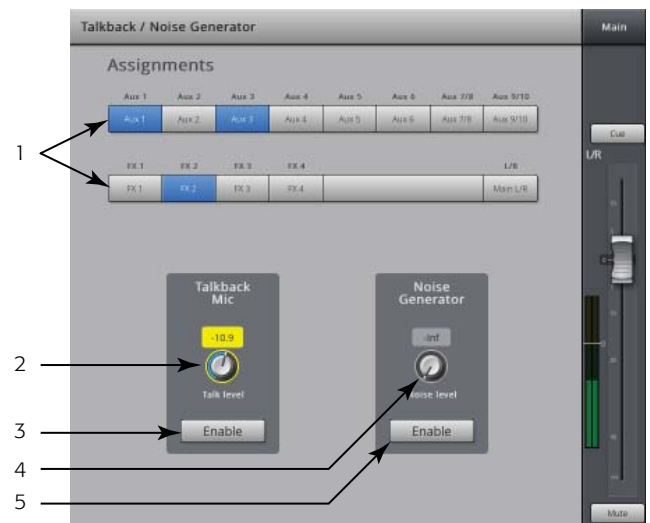 Talkback / Noise Generator
Main
Assignments
Aux 1 Aux 2 Aux 3 Aux 4 Aux 5 Aux 6 Aux 7/8 Aux 9/10
Aux 1 Aux 2 Aux 3 Aux 4 Aux 5 Aux 6 Aux 7/8 Aux 9/10
Cue
1
L/R
FX 1 FX 2 FX 3 FX 4 L/R
FX 1 FX 2 FX 3 FX 4 Main L/R
Talkback
Mic
Noise
Generator
-10.9
-Inf
2
Talk level
Noise level
3
Enable
Enable
4
5
Mute